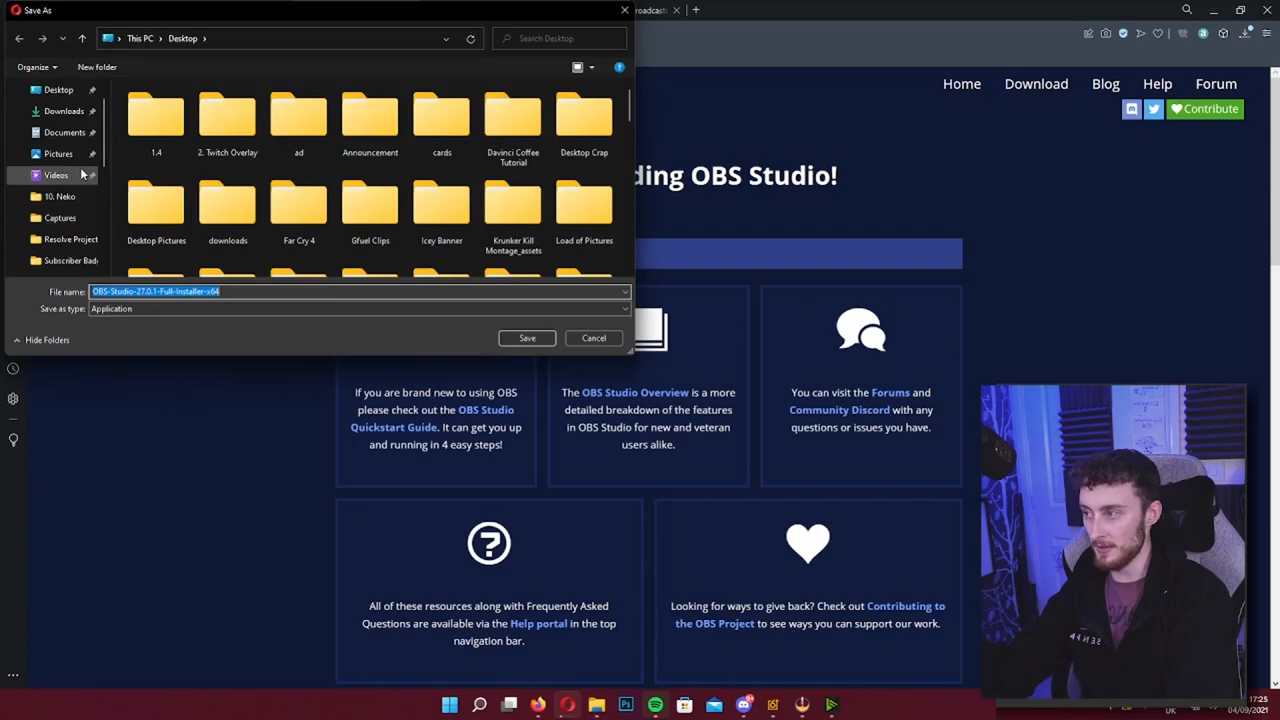 Save As
This PC
Desktop
Search Desktop
Organize
New folder
Desktop
Downloads
Documents
Pictures
Videos
10. Neko
Captures
Resolve Project
Subscriber Badg
1.4
2. Twitch Overlay
ad
Announcement
cards
Davinci Coffee
Tutorial
Desktop Crap
Desktop Pictures
downloads
Far Cry 4
Gfuel Clips
Icey Banner
Krunker Kill
Montage_assets
Load of Pictures
File name: OBS-Studio-27.0.1-Full-Installer-x64
Save as type: Application
Hide Folders
Save
Cancel
Home
Download
Blog
Help
Forum
Contribute
ding OBS Studio!
If you are brand new to using OBS
please check out the OBS Studio
Quickstart Guide. It can get you up
and running in 4 easy steps!
The OBS Studio Overview is a more
detailed breakdown of the features
in OBS Studio for new and veteran
users alike.
You can visit the Forums and
Community Discord with any
questions or issues you have.
All of these resources along with Frequently Asked
Questions are available via the Help portal in the top
navigation bar.
Looking for ways to give back? Check out Contributing to
the OBS Project to see ways you can support our work.
Ps
UK
17:25
04/09/2021